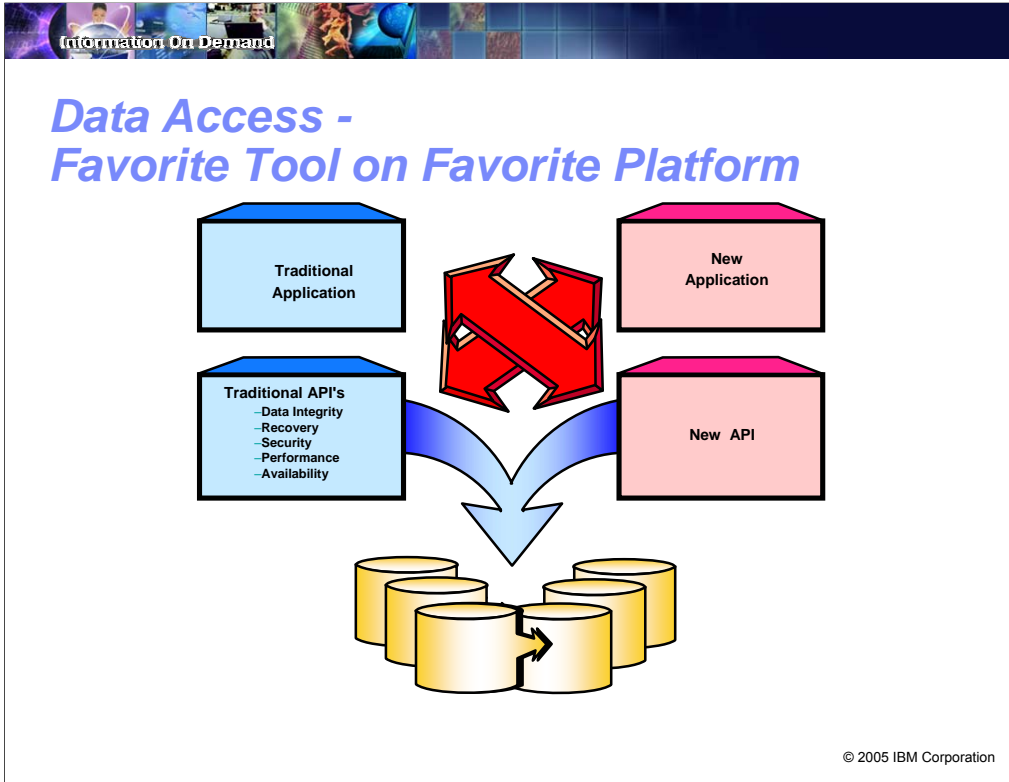 Information On Demand
Data Access -
Favorite Tool on Favorite Platform
Traditional
Application
New
Application
Traditional API's
–Data Integrity
–Recovery
–Security
–Performance
–Availability
New API
© 2005 IBM Corporation